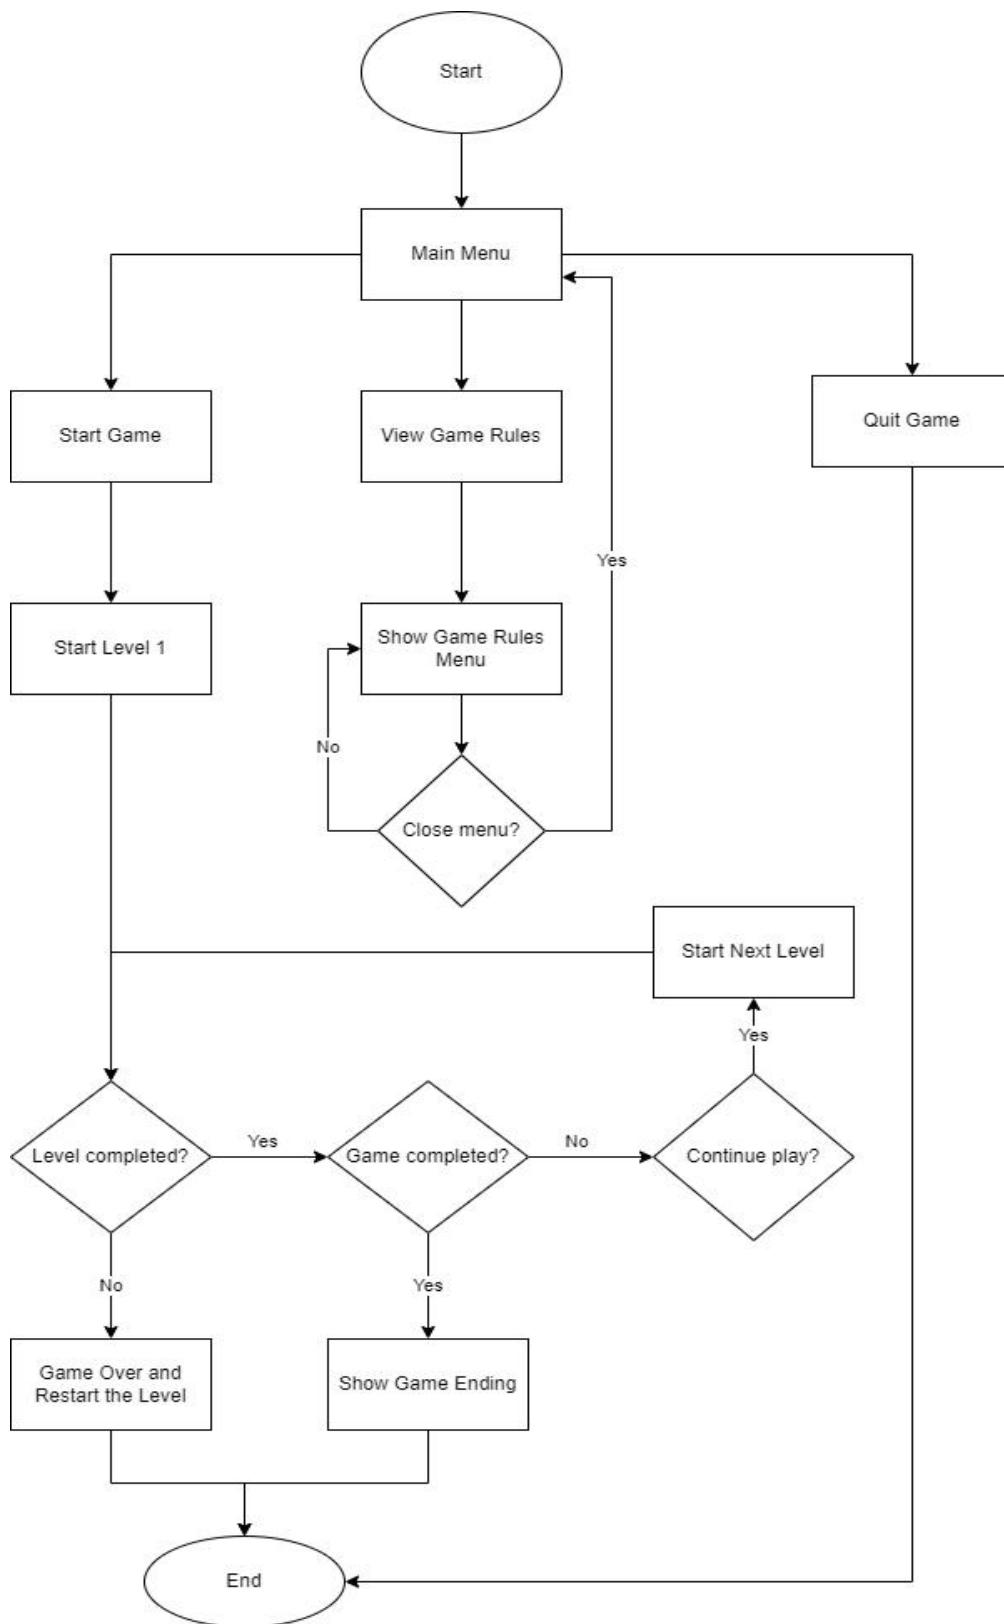 Start
Main Menu
Start Game
View Game Rules
Quit Game
Yes
Start Level 1
Show Game Rules
Menu
No
Close menu?
Start Next Level
Yes
Level completed?
Yes
Game completed?
No
Continue play?
No
Yes
Game Over and
Restart the Level
Show Game Ending
End